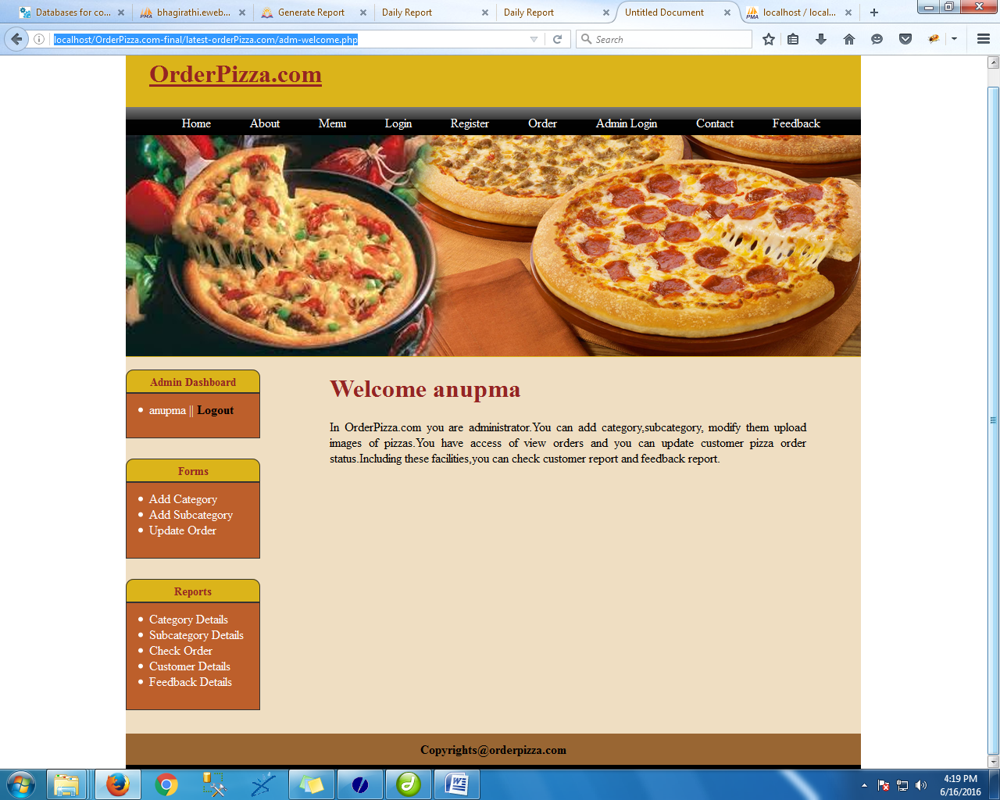 Databases for co...
bhagirathi.eweb...
Generate Report
Daily Report
Daily Report
Untitled Document
localhost / local...
localhost/OrderPizza.com-final/latest-orderPizza.com/adm-welcome.php
Search
OrderPizza.com
Home About Menu Login Register Order Admin Login Contact Feedback
Admin Dashboard
anupma || Logout
Forms
Add Category
Add Subcategory
Update Order
Reports
Category Details
Subcategory Details
Check Order
Customer Details
Feedback Details
Welcome anupma
In OrderPizza.com you are administrator.You can add category,subcategory, modify them upload
images of pizzas.You have access of view orders and you can update customer pizza order
status.Including these facilities,you can check customer report and feedback report.
Copyrights@orderpizza.com
4:19 PM
6/16/2016